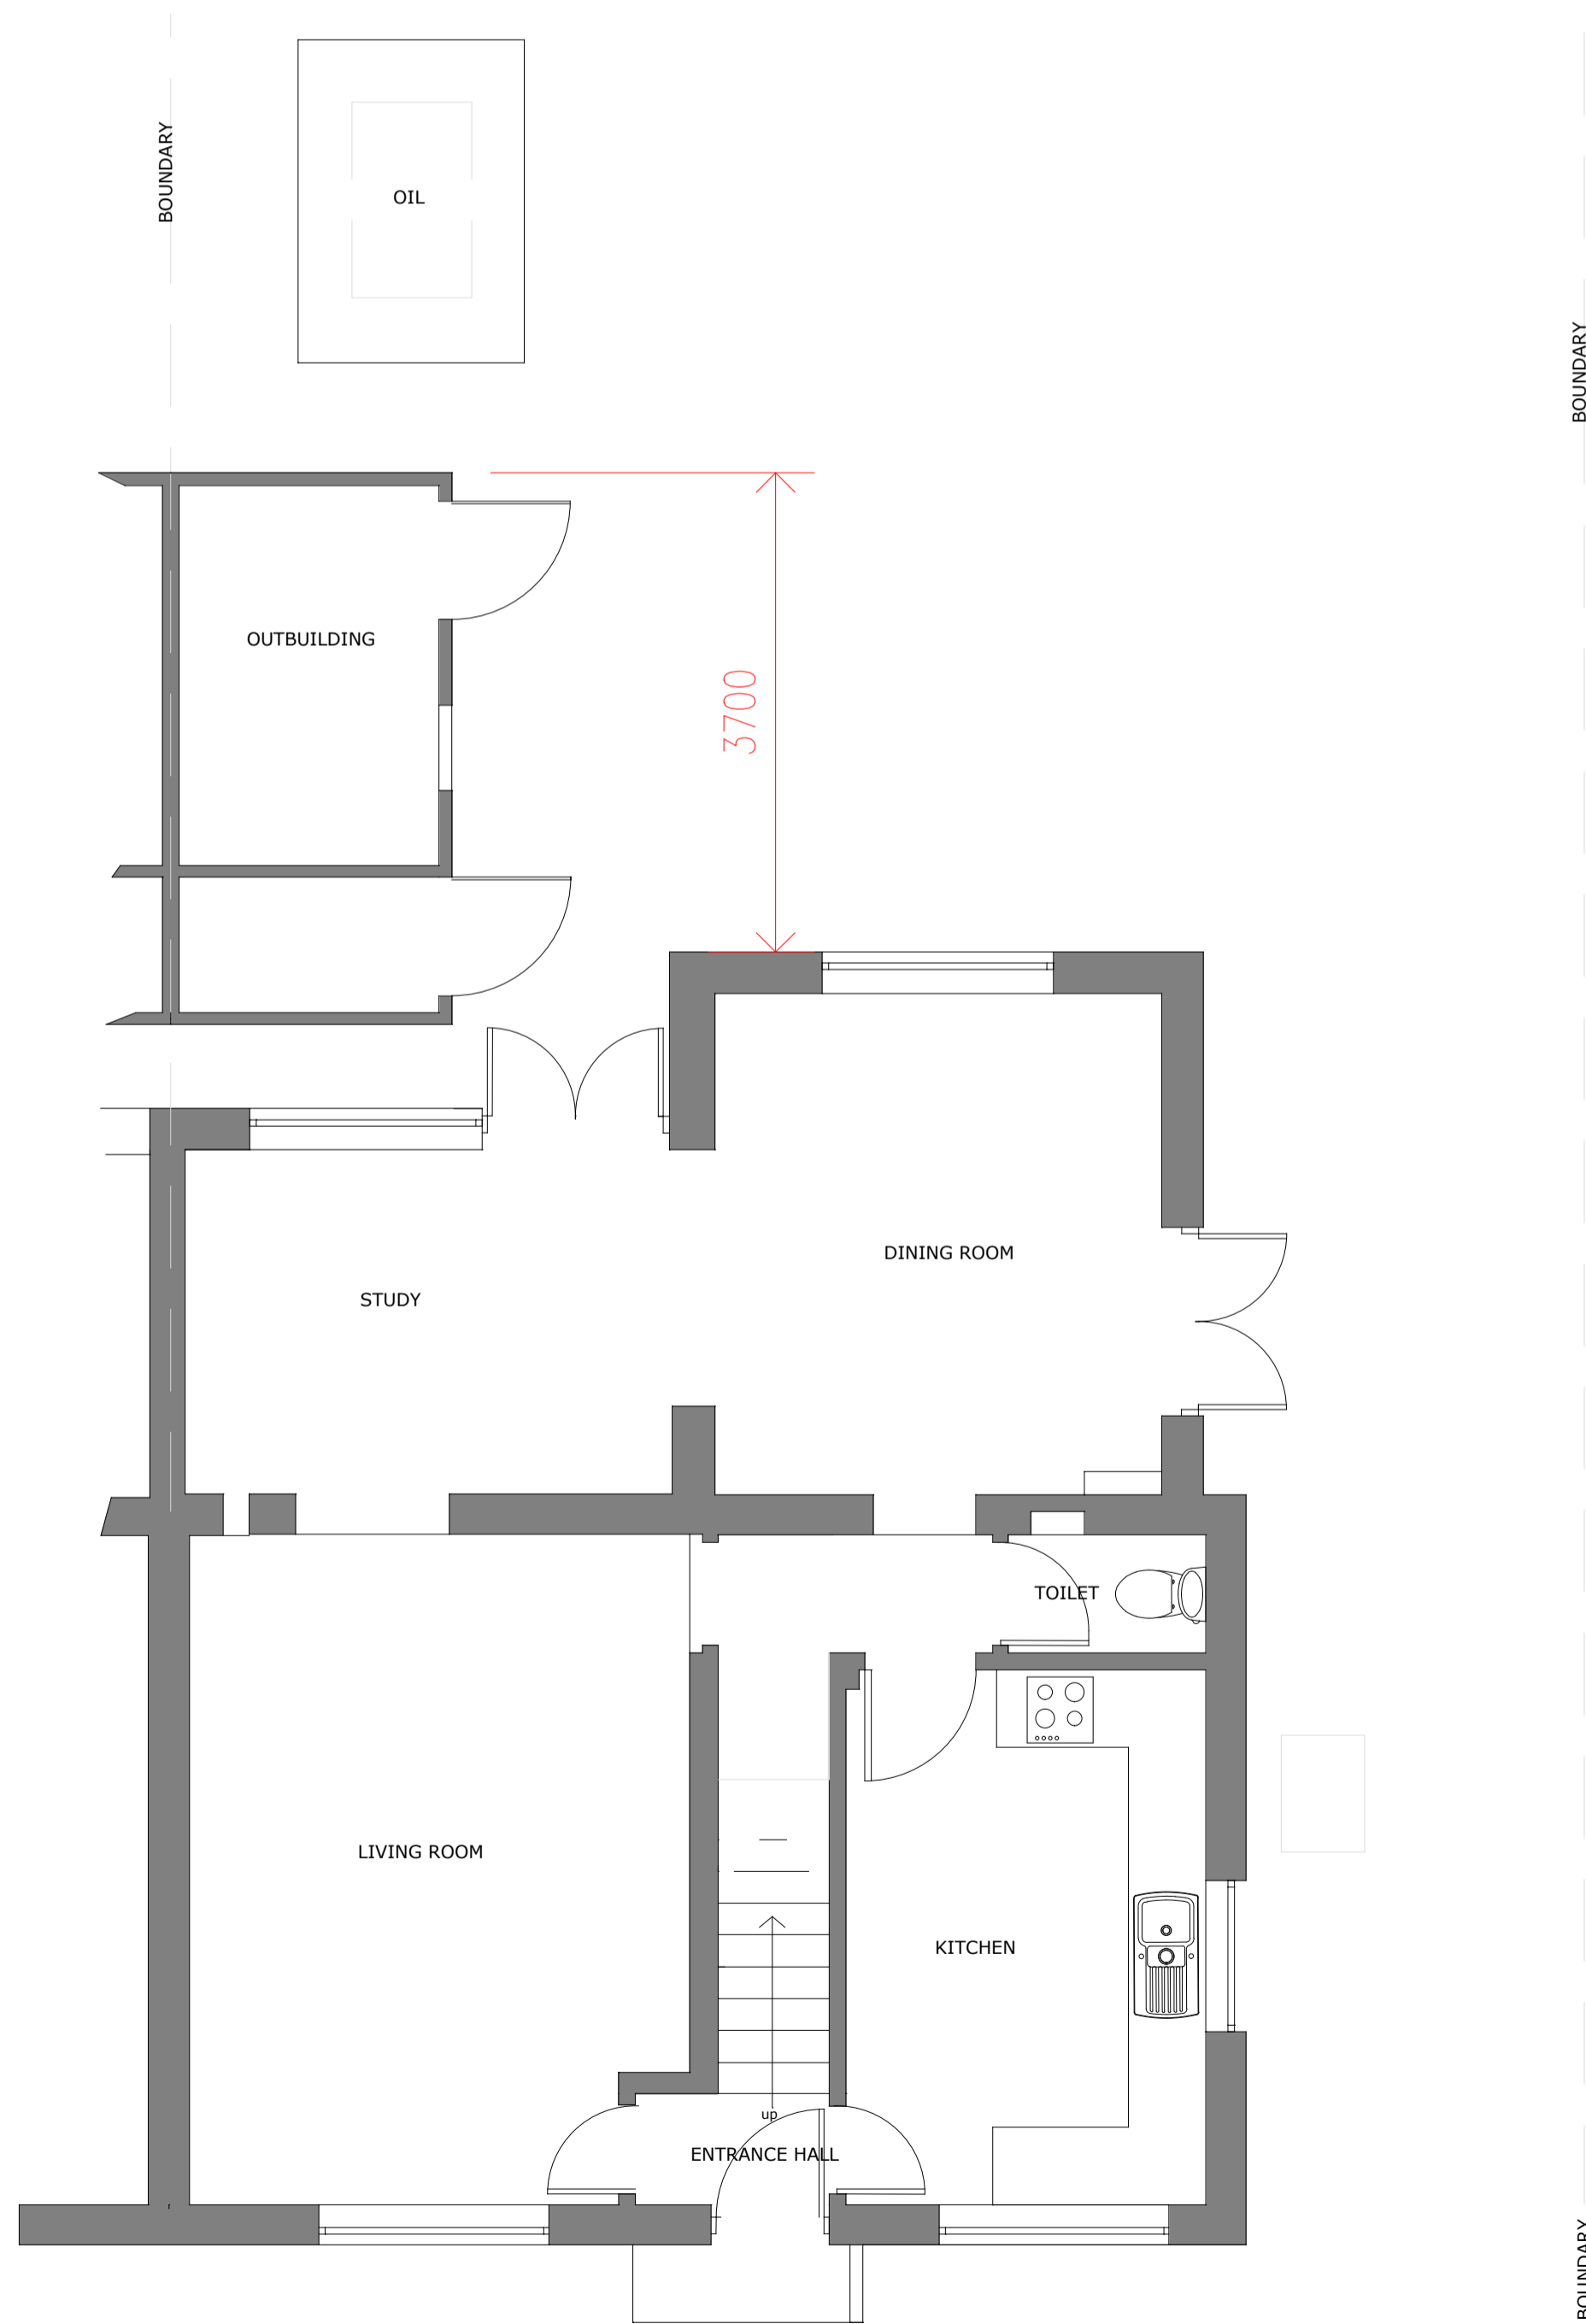 BOUNDARY
OIL
BOUNDARY
OUTBUILDING
3700
DINING ROOM
STUDY
TOILET
LIVING ROOM
KITCHEN
up
ENTRANCE HALL
BOUNDARY